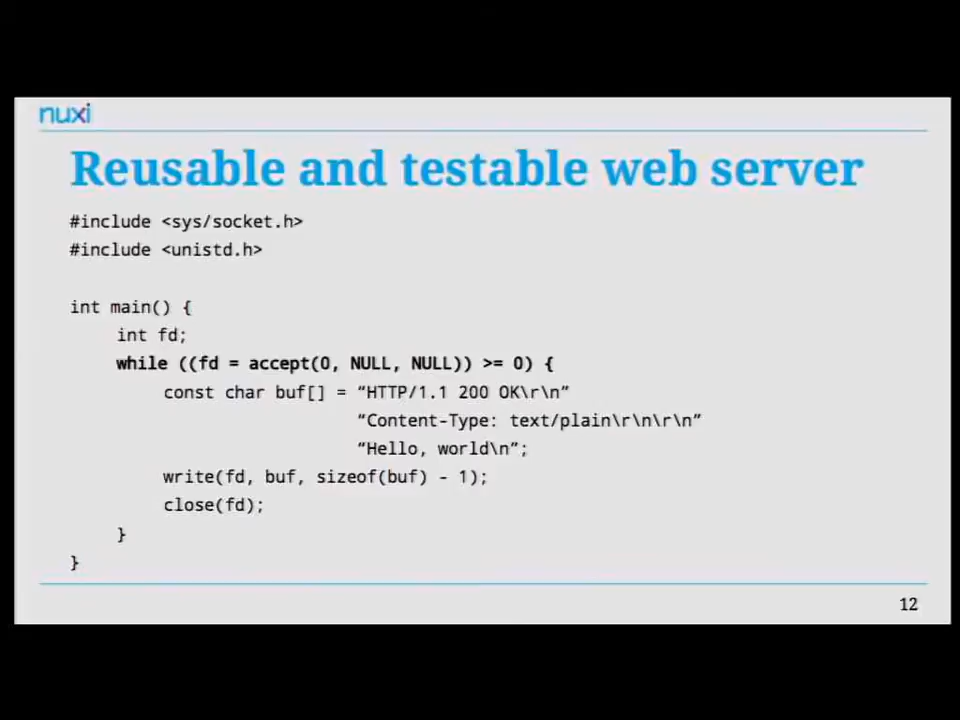 nuxi
Reusable and testable web server
#include <sys/socket.h>
#include <unistd.h>
int main() {
int fd;
while ((fd = accept(0, NULL, NULL)) >= 0) {
const char buf[] = “HTTP/1.1 200 OK\r\n”
“Content-Type: text/plain\r\n\r\n”
“Hello, world\n”;
write(fd, buf, sizeof(buf) - 1);
close(fd);
}
}
12